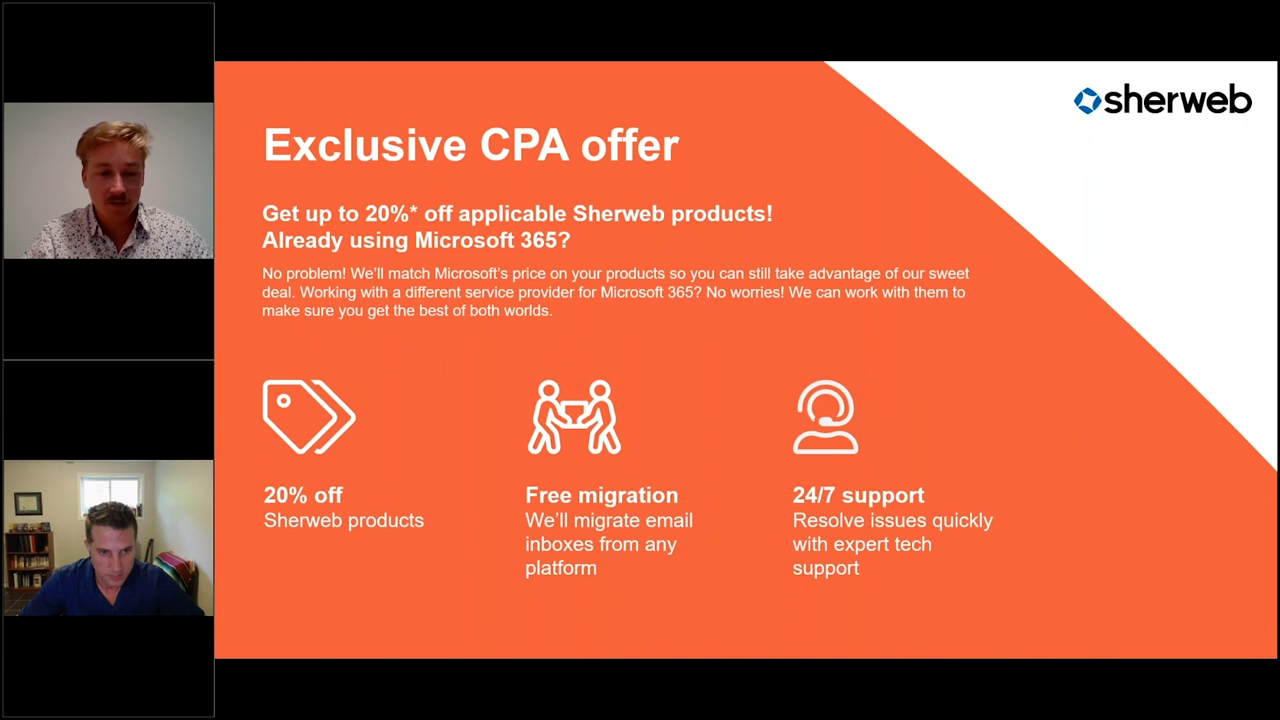 sherweb
Exclusive CPA offer
Get up to 20%* off applicable Sherweb products!
Already using Microsoft 365?
No problem! We’ll match Microsoft’s price on your products so you can still take advantage of our sweet
deal. Working with a different service provider for Microsoft 365? No worries! We can work with them to
make sure you get the best of both worlds.
20% off
Sherweb products
Free migration
We’ll migrate email
inboxes from any
platform
24/7 support
Resolve issues quickly
with expert tech
support